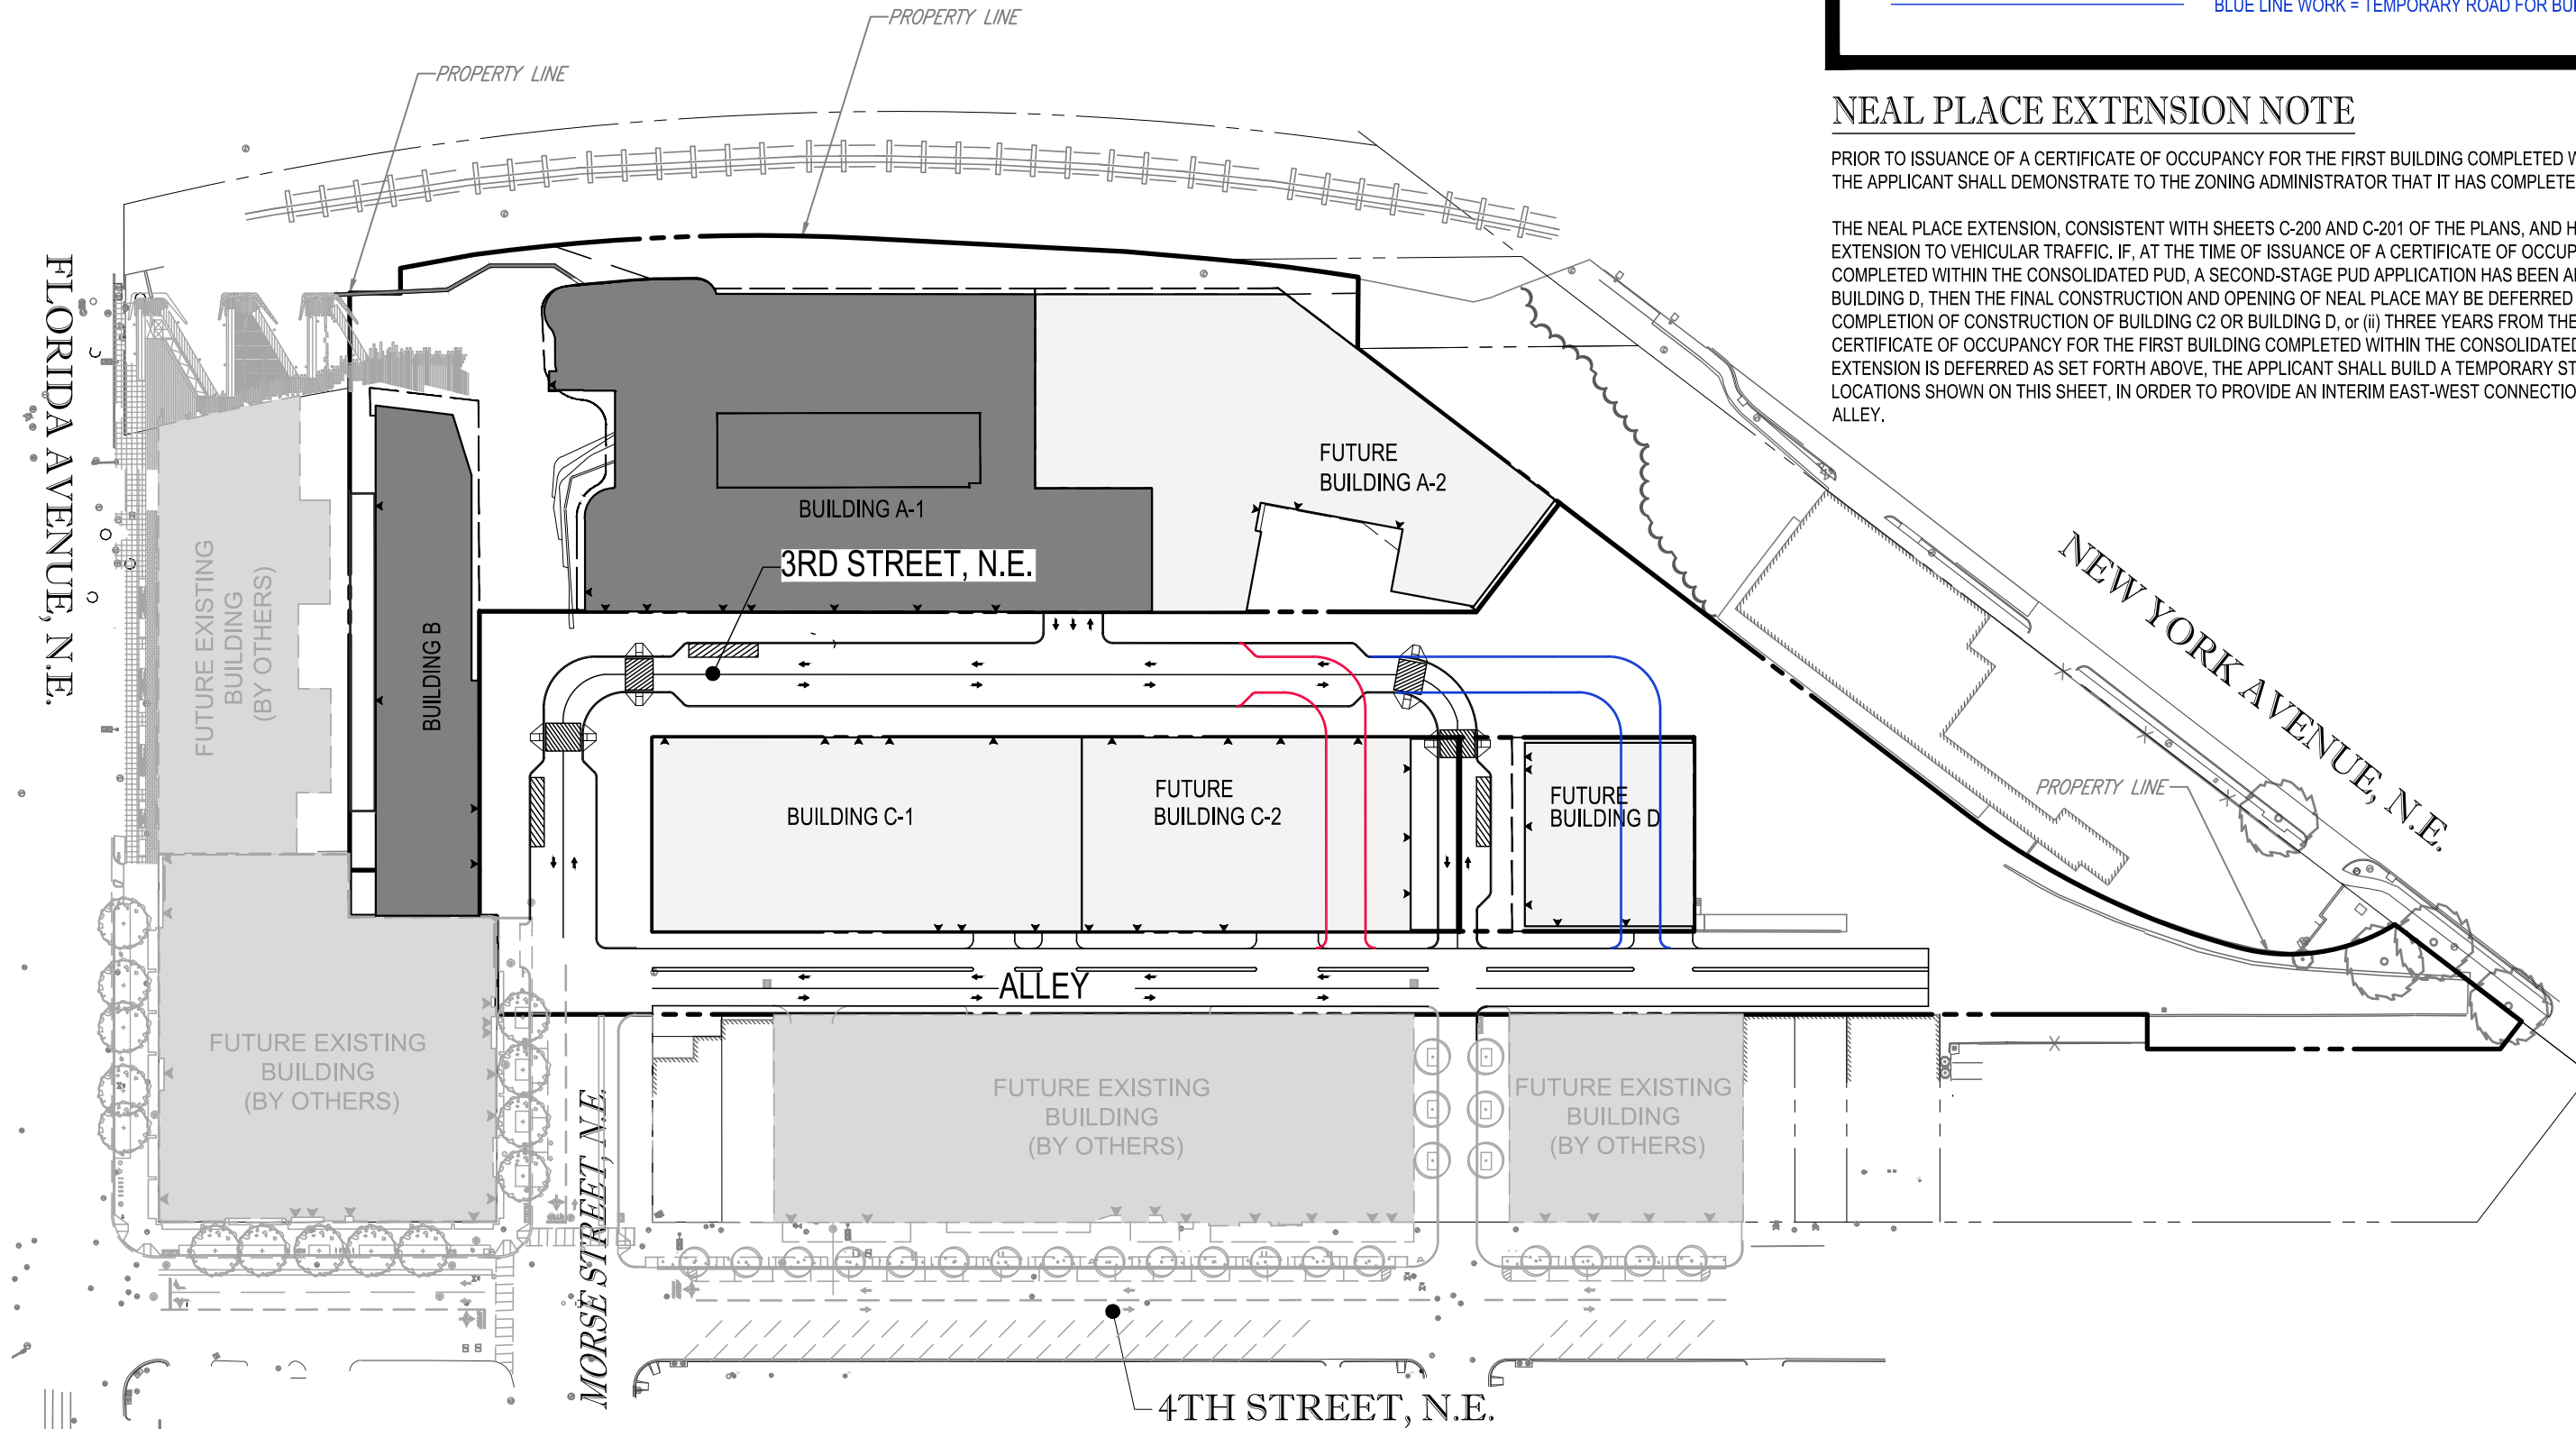 BLUE LINE WORK = TEMPORARY ROAD FOR
NEAL PLACE EXTENSION NOTE
PRIOR TO ISSUANCE OF A CERTIFICATE OF OCCUPANCY FOR THE FIRST BUILDING COMPLETED
THE APPLICANT SHALL DEMONSTRATE TO THE ZONING ADMINISTRATOR THAT IT HAS COMPLETE
THE NEAL PLACE EXTENSION, CONSISTENT WITH SHEETS C-200 AND C-201 OF THE PLANS, AND
EXTENSION TO VEHICULAR TRAFFIC. IF, AT THE TIME OF ISSUANCE OF A CERTIFICATE OF
COMPLETED WITHIN THE CONSOLIDATED PUD, A SECOND-STAGE PUD APPLICATION HAS BEEN
BUILDING D, THEN THE FINAL CONSTRUCTION AND OPENING OF NEAL PLACE MAY BE DEFERRED
COMPLETION OF CONSTRUCTION OF BUILDING C2 OR BUILDING D, or (ii) THREE YEARS FROM THE
CERTIFICATE OF OCCUPANCY FOR THE FIRST BUILDING COMPLETED WITHIN THE CONSOLIDATED
EXTENSION IS DEFERRED AS SET FORTH ABOVE, THE APPLICANT SHALL BUILD A TEMPORARY
LOCATIONS SHOWN ON THIS SHEET, IN ORDER TO PROVIDE AN INTERIM EAST-WEST
ALLEY.
PROPERTY LINE
PROPERTY LINE
FLORIDA AVENUE, N.E.
FUTURE
BUILDING A-2
BUILDING A-1
3RD STREET, N.E.
FUTURE EXISTING
BUILDING
(BY OTHERS)
BUILDING B
NEW YORK AVENUE, N.E.
PROPERTY LINE
BUILDING C-1
FUTURE
BUILDING C-2
FUTURE
BUILDING D
ALLEY
FUTURE EXISTING
BUILDING
(BY OTHERS)
FUTURE EXISTING
BUILDING
(BY OTHERS)
FUTURE EXISTING
BUILDING
(BY OTHERS)
MORSE STREET, N.E.
4TH STREET, N.E.